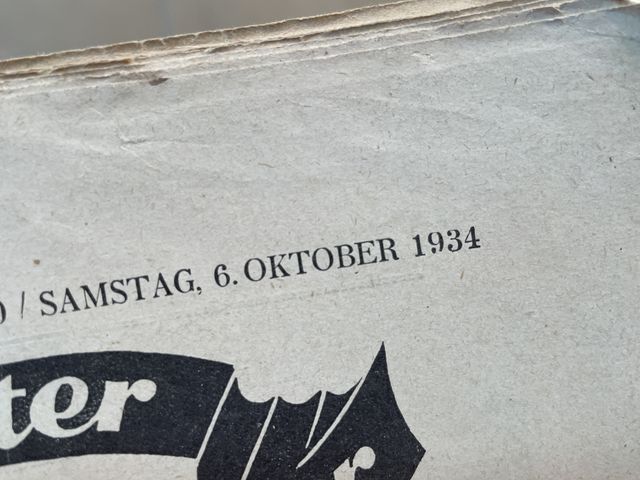 / SAMSTAG, 6. OKTOBER 1934
ter